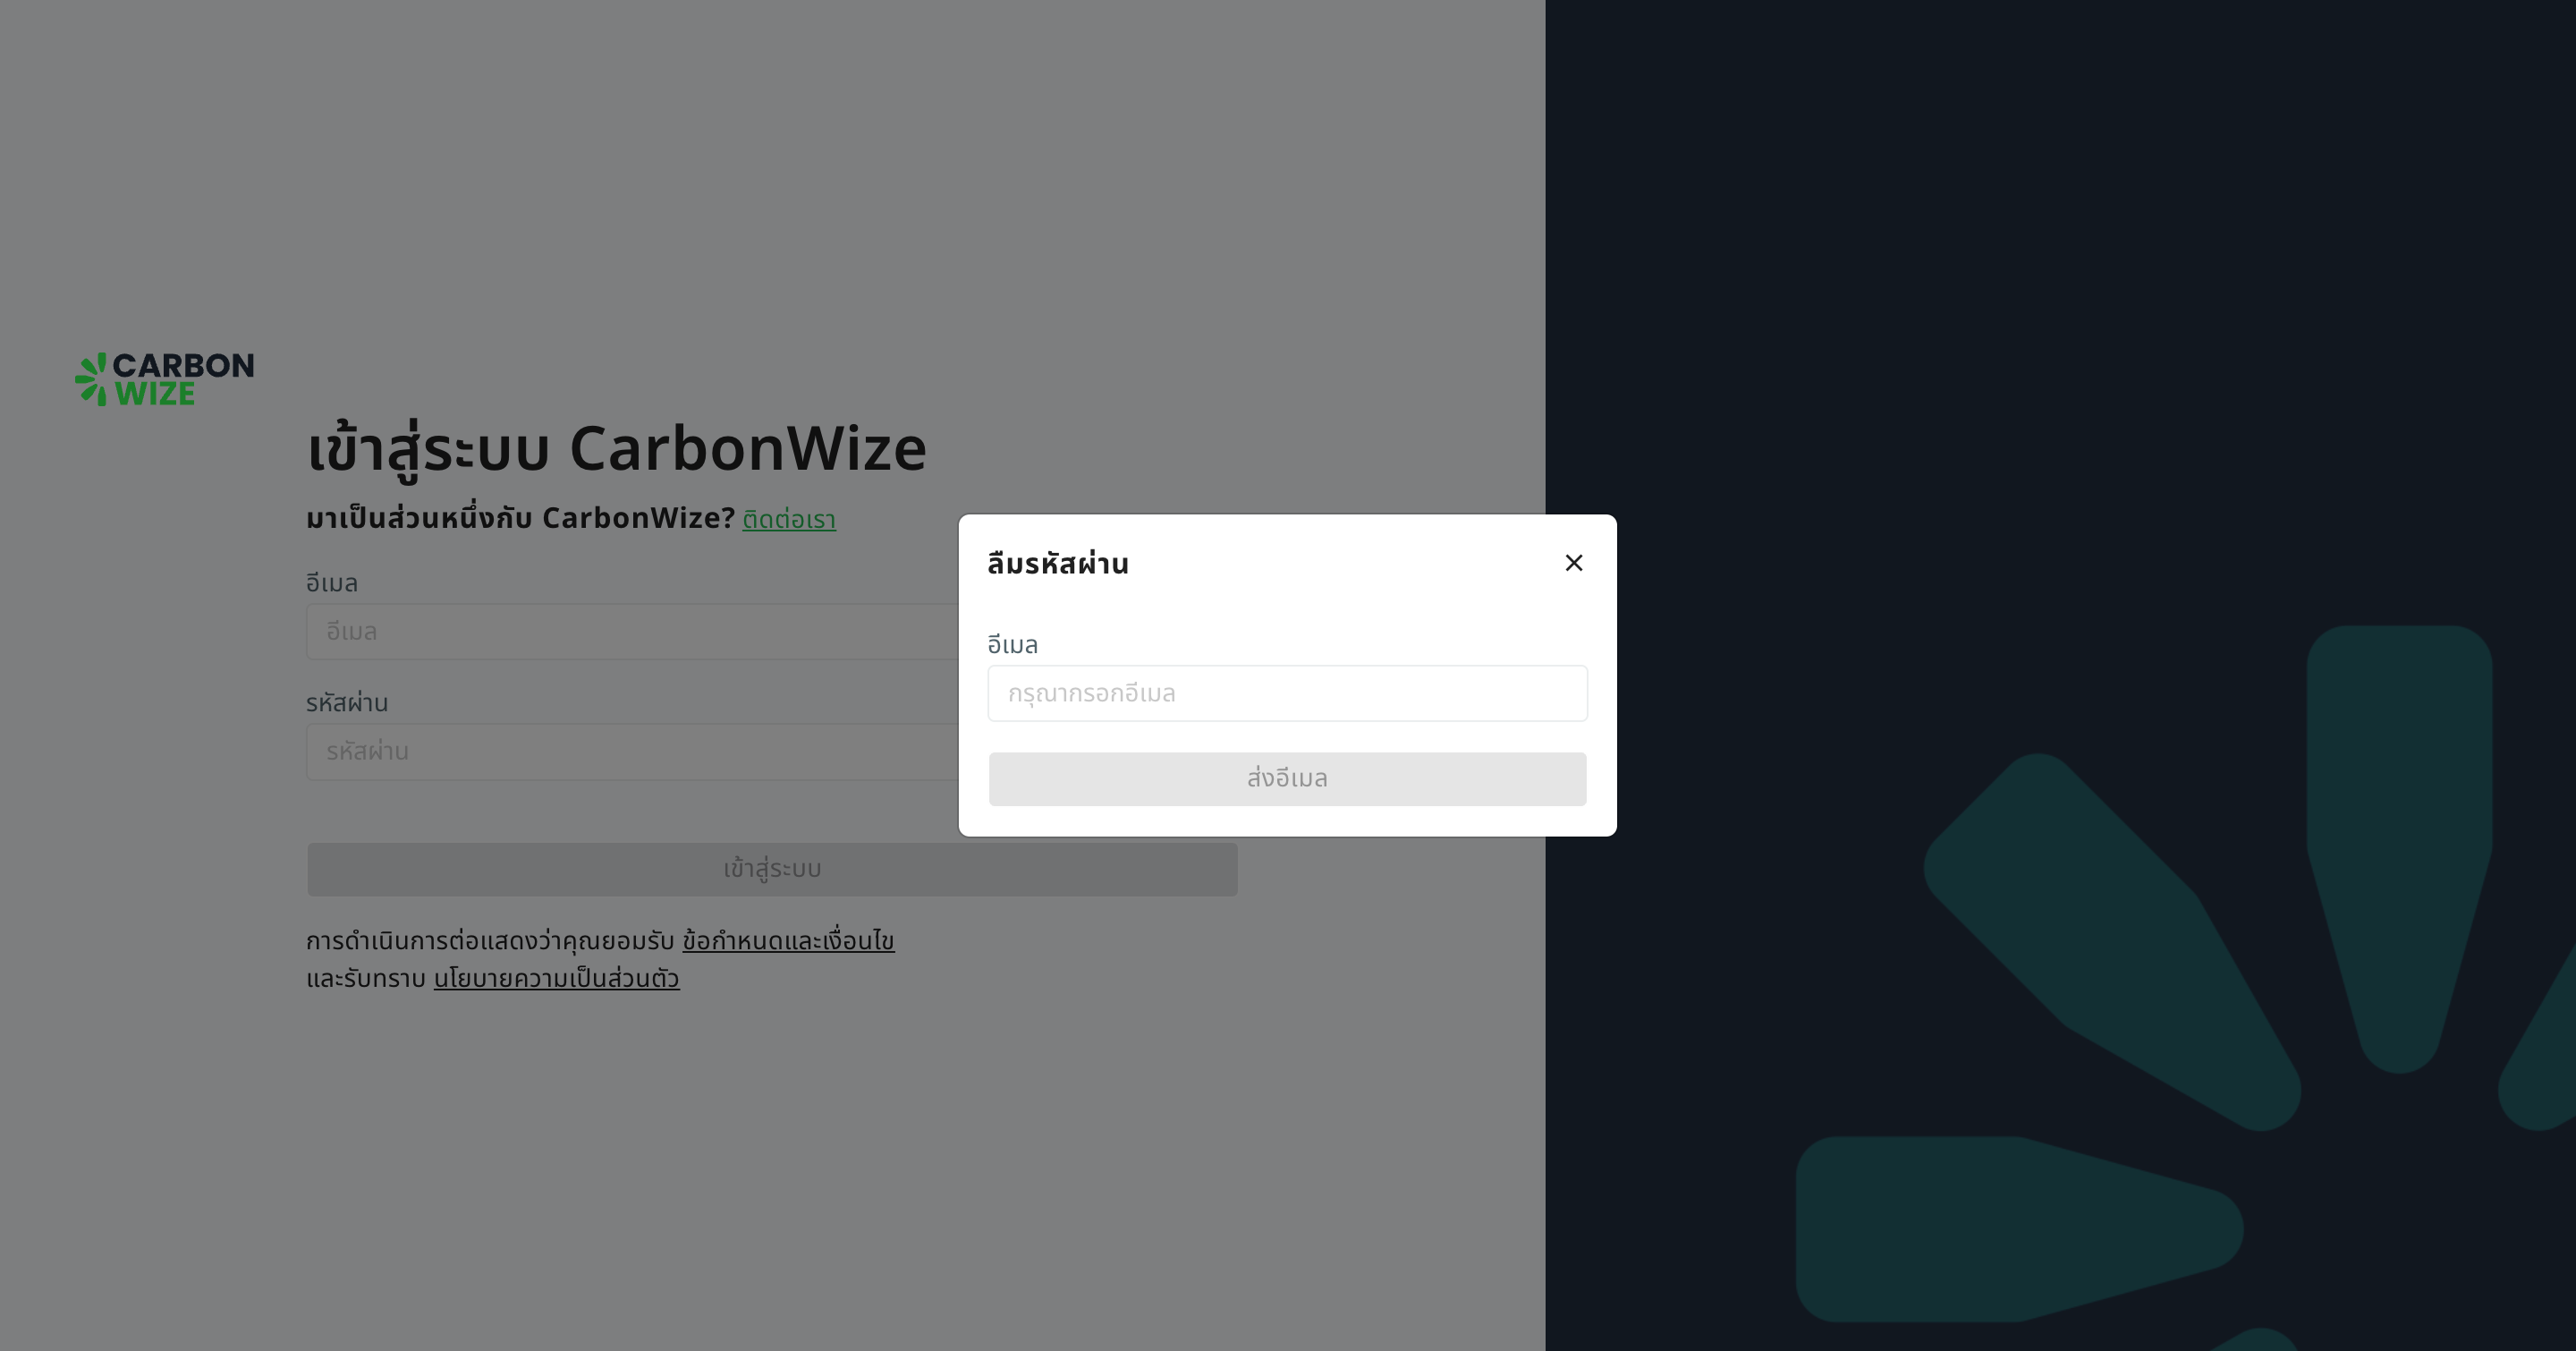 CARBON
WIZE
เข้าสู่ระบบ CarbonWize
มาเป็นส่วนหนึ่งกับ CarbonWize? ติดต่อเรา
อีเมล
อีเมล
รหัสผ่าน
รหัสผ่าน
เข้าสู่ระบบ
การดำเนินการต่อแสดงว่าคุณยอมรับ ข้อกำหนดและเงื่อนไข
และรับทราบ นโยบายความเป็นส่วนตัว
ลืมรหัสผ่าน
อีเมล
กรุณากรอกอีเมล
ส่งอีเมล